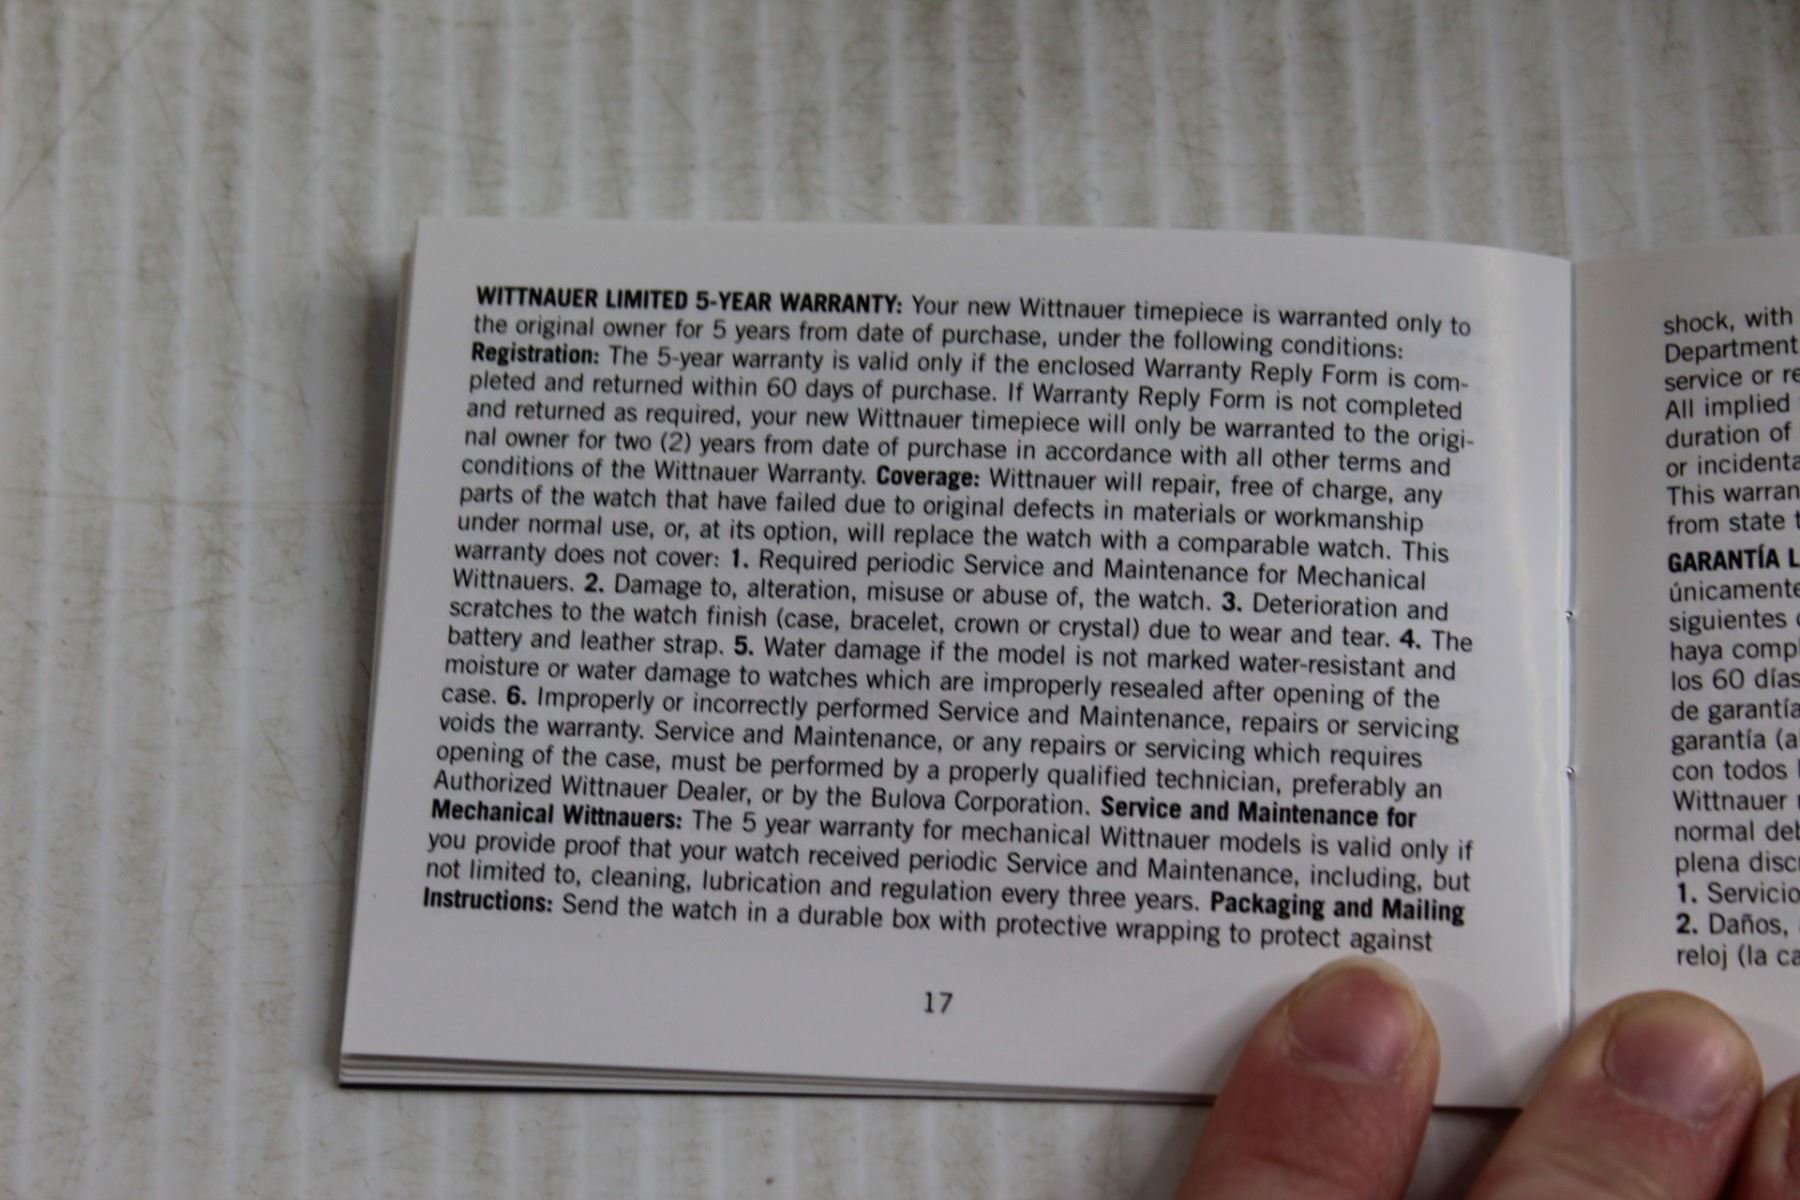 WITTNAUER LIMITED 5-YEAR WARRANTY: Your new Wittnauer timepiece is warranted only to
the original owner for 5 years from date of purchase, under the following conditions:
Registration: The 5-year warranty is valid only if the enclosed Warranty Reply Form is com-
pleted and returned within 60 days of purchase. If Warranty Reply Form is not completed
and returned as required, your new Wittnauer timepiece will only be warranted to the origi-
nal owner for two (2) years from date of purchase in accordance with all other terms and
conditions of the Wittnauer Warranty. Coverage: Wittnauer will repair, free of charge, any
parts of the watch that have failed due to original defects in materials or workmanship
under normal use, or, at its option, will replace the watch with a comparable watch. This
warranty does not cover: 1. Required periodic Service and Maintenance for Mechanical
Wittnauers. 2. Damage to, alteration, misuse or abuse of, the watch. 3. Deterioration and
scratches to the watch finish (case, bracelet, crown or crystal) due to wear and tear. 4. The
battery and leather strap. 5. Water damage if the model is not marked water-resistant and
moisture or water damage to watches which are improperly resealed after opening of the
case. 6. Improperly or incorrectly performed Service and Maintenance, repairs or servicing
voids the warranty. Service and Maintenance, or any repairs or servicing which requires
opening of the case, must be performed by a properly qualified technician, preferably an
Authorized Wittnauer Dealer, or by the Bulova Corporation. Service and Maintenance for
Mechanical Wittnauers: The 5 year warranty for mechanical Wittnauer models is valid only if
you provide proof that your watch received periodic Service and Maintenance, including, but
not limited to, cleaning, lubrication and regulation every three years. Packaging and Mailing
Instructions: Send the watch in a durable box with protective wrapping to protect against
17
shock, with
Department
service or
All implied
duration of
or
This
from state
GARANTÍA
únicamente
siguientes
haya
los 60 días
de garantía
garantía
con todos
Wittnauer
normal
plena
1. Servicio
2. Daños,
reloj (la